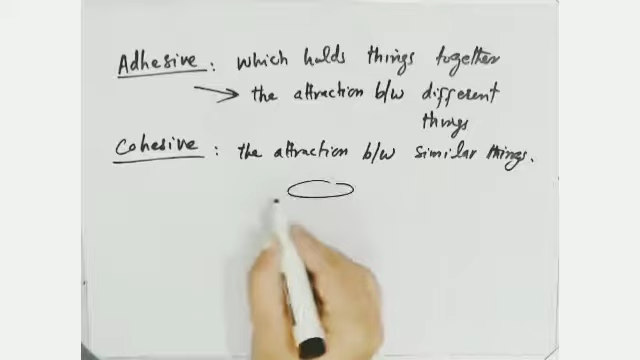 Adhesive : which holds things together
the attraction b/w different
things
Cohesive : the attraction b/w similar things.